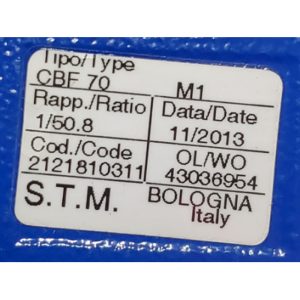 Tipo/Type
CBF 70 M1
Rapp./Ratio Data/Date
1/50.8 11/2013
Cod./Code OL/WO
2121810311 43036954
S.T.M. BOLOGNA
Italy